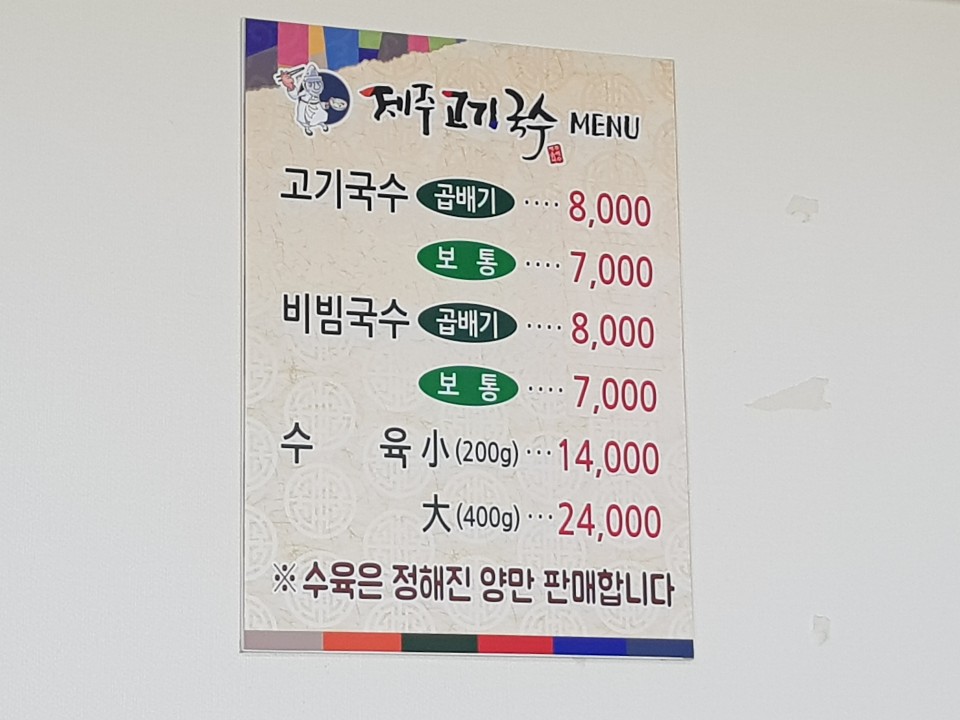 제주고기국수 MENU
고기국수 곱배기 ···· 8,000
보통 ···· 7,000
비빔국수 곱배기 ···· 8,000
보통 ···· 7,000
수 육 小(200g) ··· 14,000
大(400g) ··· 24,000
※ 수육은 정해진 양만 판매합니다